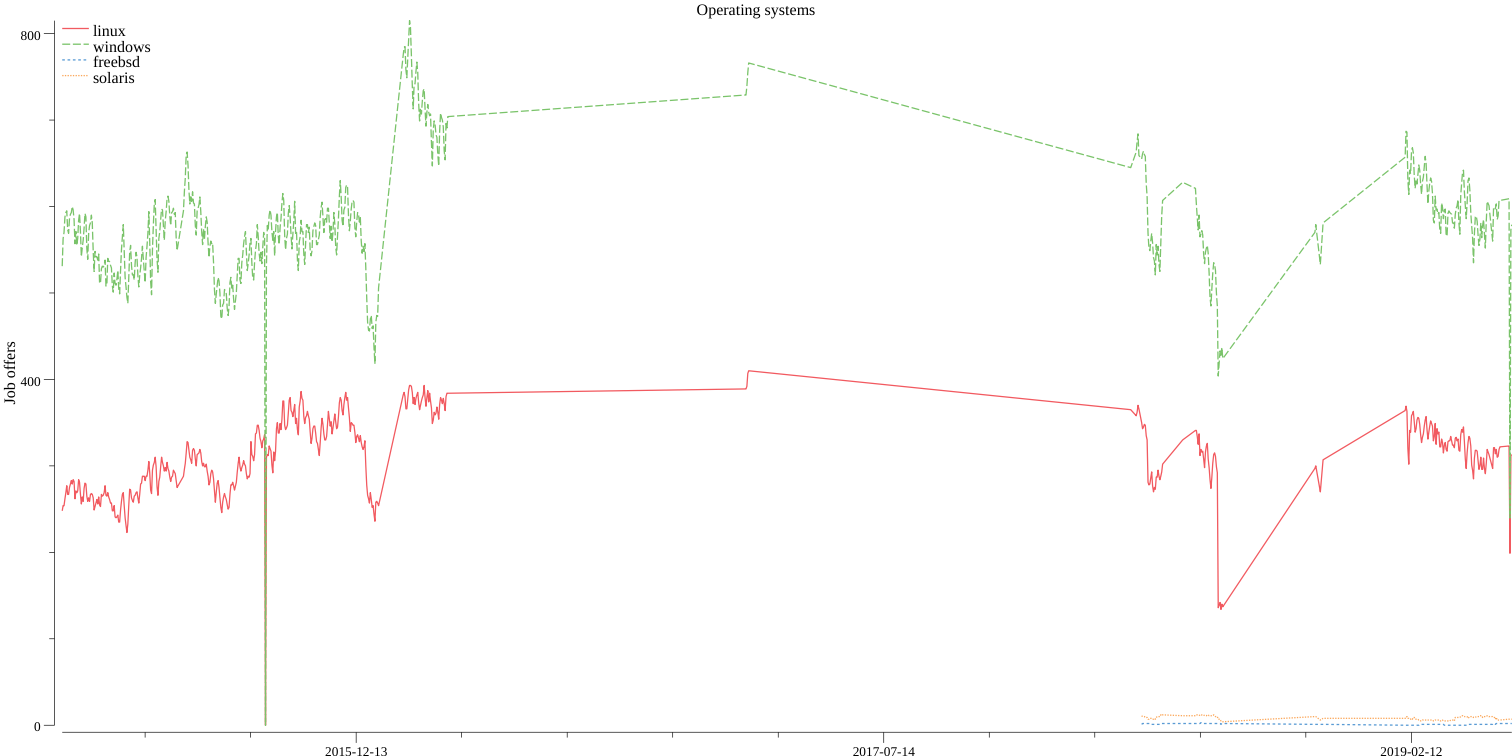 Operating systems
800
linux
windows
freebsd
solaris
Job offers
400
0
2015-12-13
2017-07-14
2019-02-12